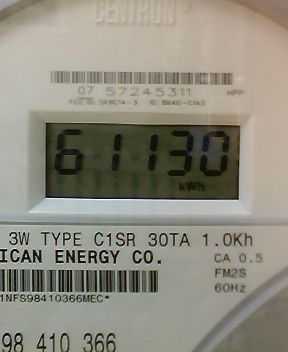 CENTRON®
07 57245311
61130
kWh
3W TYPE C1SR 30TA 1.0Kh
ICAN ENERGY CO.
CA 0.5
FM2S
60Hz
1NFS98410366MEC*
98 410 366